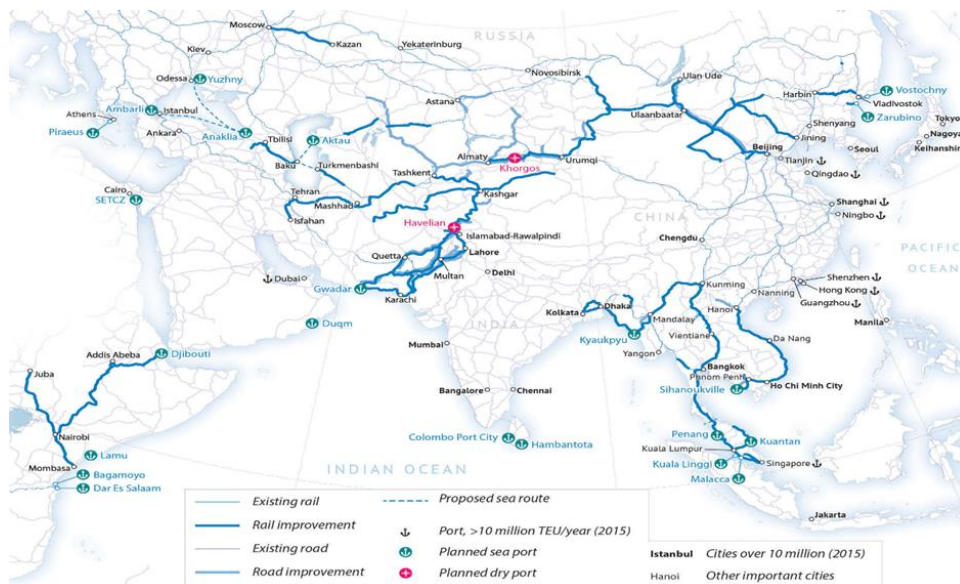 Moscow
Kazan
Yekaterinburg
RUSSIA
Kiev
Novosibirsk
Ulan Ude
Odessa
Yuzhny
Astana
Harbin
Vostochny
Ambarli
Istanbul
Ulaanbaatar
Vladivostok
Athens
Zarubino
Tokyo
Piraeus
Ankara
Anaklia
Tbilisi
Aktau
Shenyang
Jining
Nagoya
Seoul
Keihanshin
Almaty
Khorgos
Urumqi
Beijing
Tianjin
Baku
Turkmenbashi
Tashkent
Qingdao
Cairo
SETCZ
Tehran
Mashhad
Kashgar
Shanghai
Ningbo
Isfahan
Havelian
Islamabad-Rawalpindi
CHINA
Chengdu
PACIFIC
OCEAN
Quetta
Lahore
Dubai
Multan
Delhi
Shenzhen
Hong Kong
Guangzhou
Gwadar
Karachi
Kunming
Nanning
Kolkata
Dhaka
Hanoi
Duqm
INDIA
Mandalay
Manila
Kyaukpyu
Vientiane
Da Nang
Mumbai
Yangon
Addis Abeba
Djibouti
Bangkok
Phnom Penh
Juba
Bangalore
Chennai
Sihanoukville
Ho Chi Minh City
Nairobi
Colombo Port City
Hambantota
Penang
Kuantan
Lamu
Kuala Lumpur
Mombasa
INDIAN OCEAN
Kuala Linggi
Singapore
Bagamoyo
Malacca
Dar Es Salaam
Jakarta
Existing rail
Rail improvement
Existing road
Road improvement
Proposed sea route
Port, >10 million TEU/year (2015)
Planned sea port
Planned dry port
Istanbul Cities over 10 million (2015)
Hanoi Other important cities